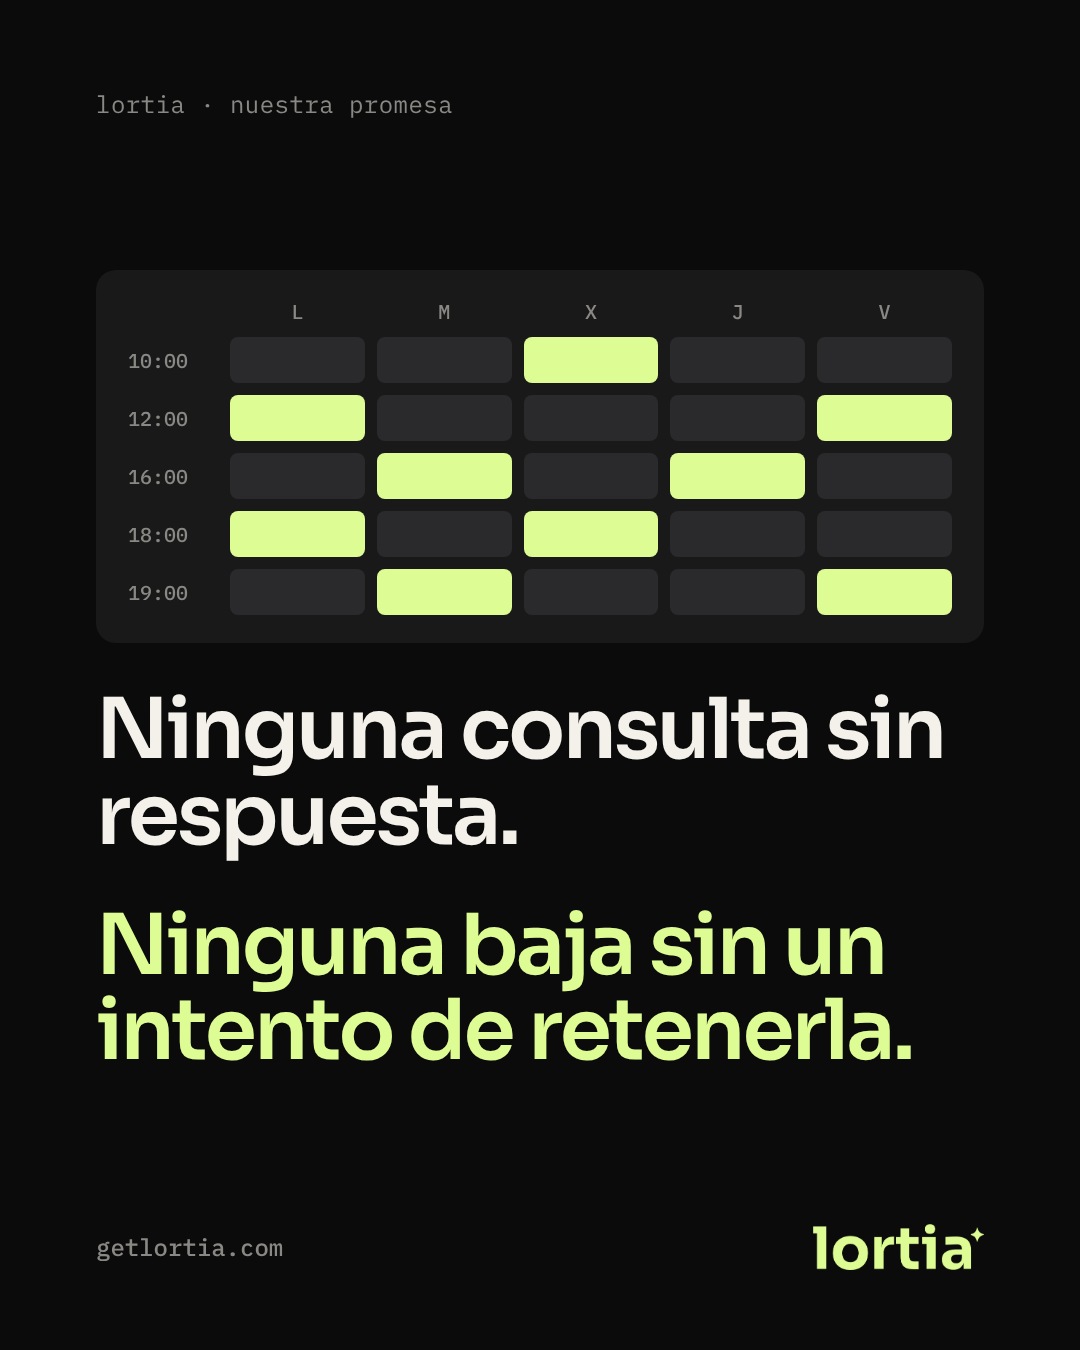 lortia · nuestra promesa
L M X J V
10:00
12:00
16:00
18:00
19:00
Ninguna consulta sin
respuesta.
Ninguna baja sin un
intento de retenerla.
getlortia.com
lortia